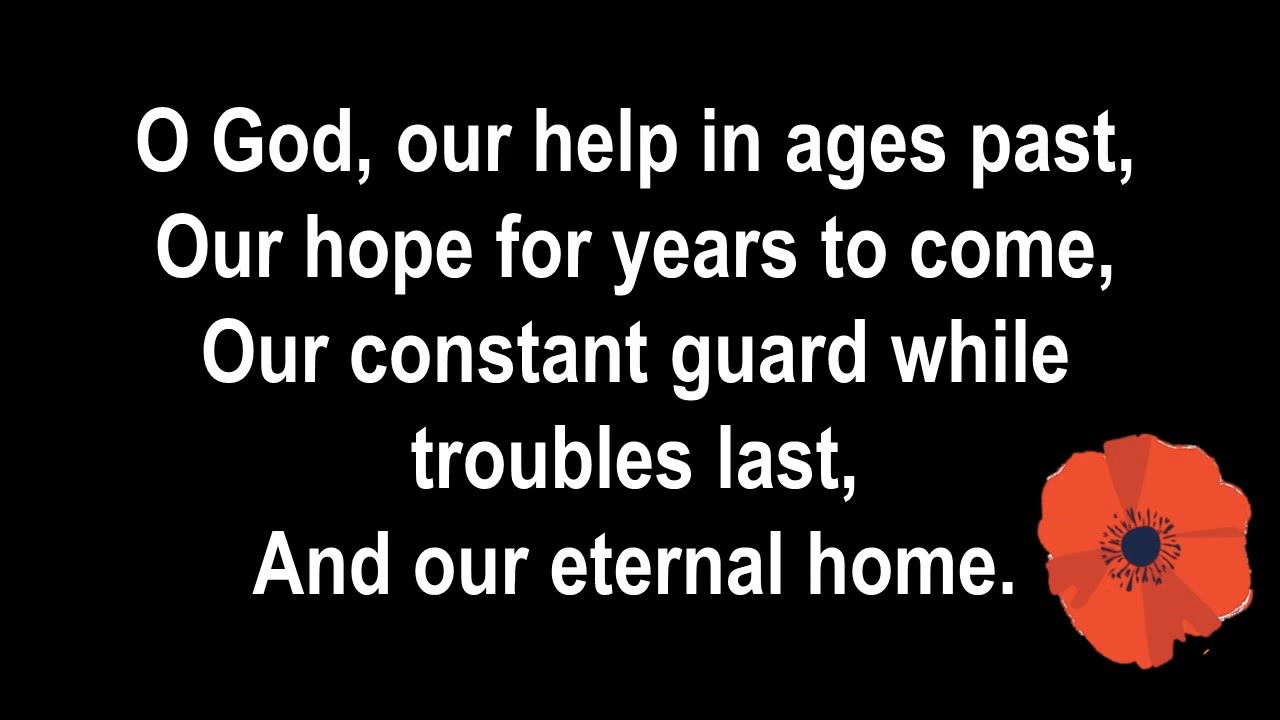 O God, our help in ages past,
Our hope for years to come,
Our constant guard while
troubles last,
And our eternal home.